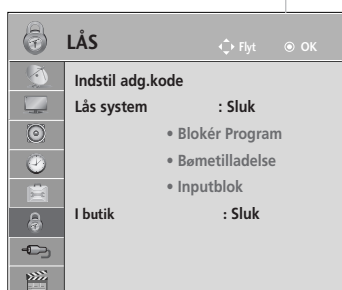 LÅS
Flyt
OK
Indstil adg.kode
Lås system : Sluk
• Blokér Program
• Bømetilladelse
• Inputblok
I butik : Sluk